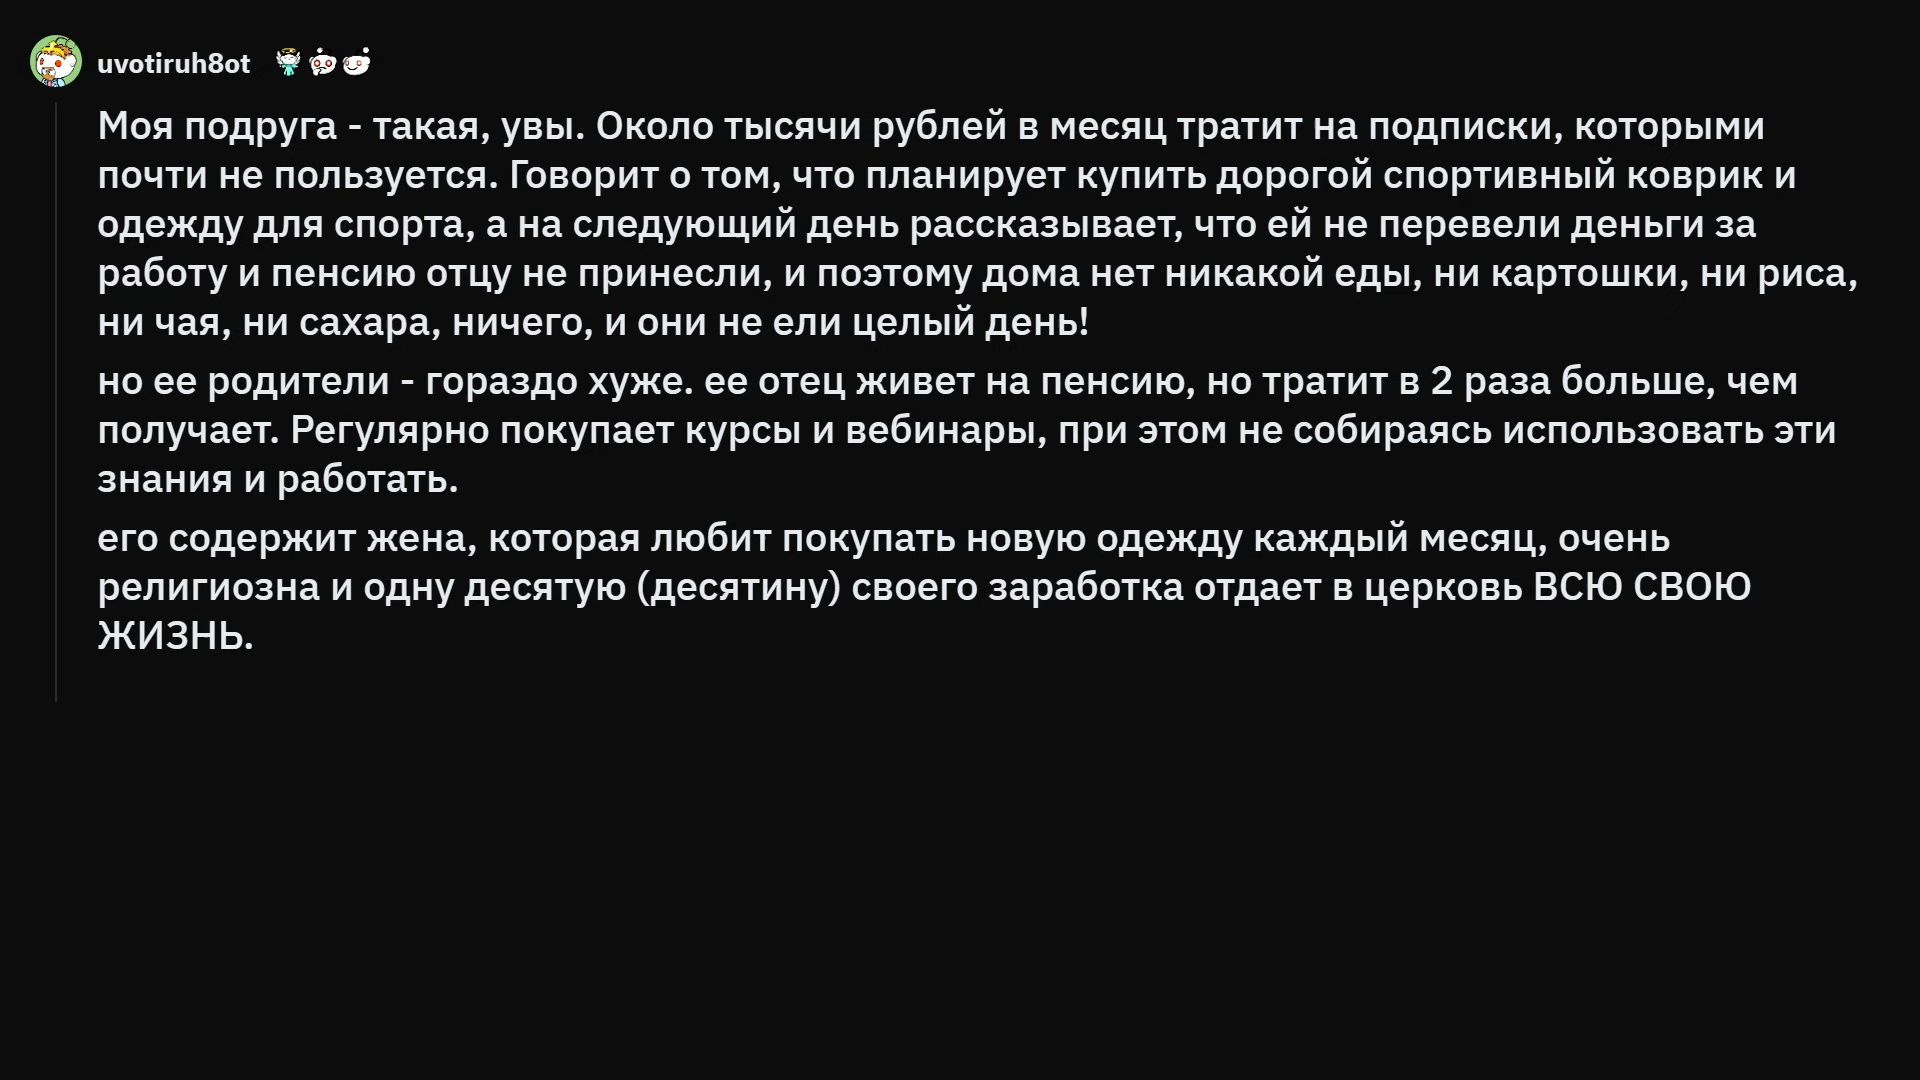 uvotiruh8ot
Моя подруга - такая, увы. Около тысячи рублей в месяц тратит на подписки, которыми
почти не пользуется. Говорит о том, что планирует купить дорогой спортивный коврик и
одежду для спорта, а на следующий день рассказывает, что ей не перевели деньги за
работу и пенсию отцу не принесли, и поэтому дома нет никакой еды, ни картошки, ни риса,
ни чая, ни сахара, ничего, и они не ели целый день!
но ее родители - гораздо хуже. ее отец живет на пенсию, но тратит в 2 раза больше, чем
получает. Регулярно покупает курсы и вебинары, при этом не собираясь использовать эти
знания и работать.
его содержит жена, которая любит покупать новую одежду каждый месяц, очень
религиозна и одну десятую (десятину) своего заработка отдает в церковь ВСЮ СВОЮ
ЖИЗНЬ.